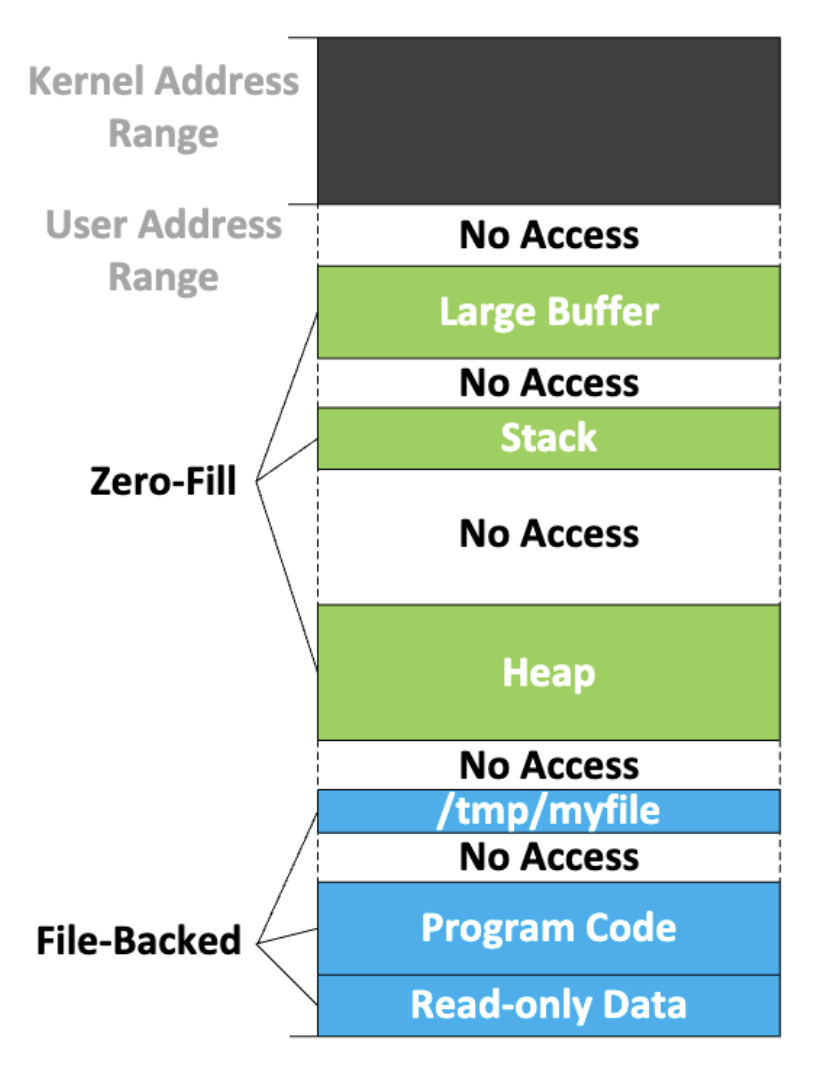 Kernel Address
Range
User Address
Range
No Access
Large Buffer
No Access
Stack
Zero-Fill
No Access
Heap
No Access
/tmp/myfile
No Access
Program Code
File-Backed
Read-only Data